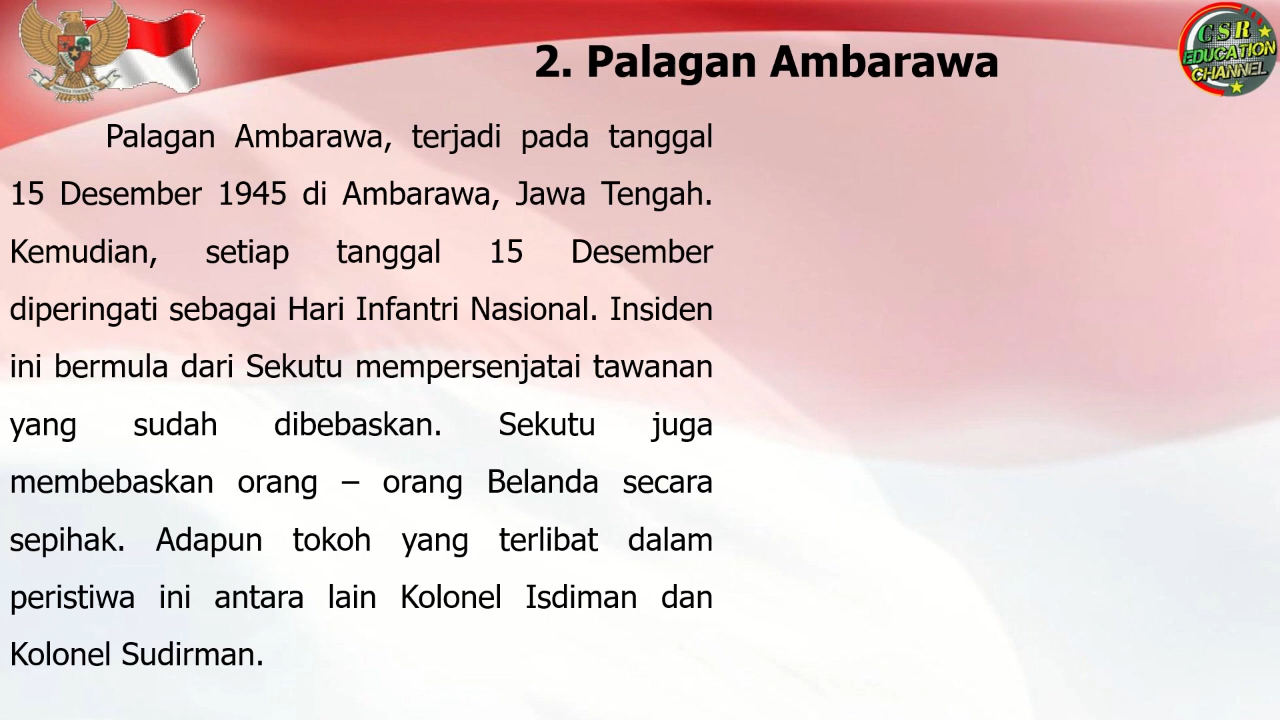 2. Palagan Ambarawa
CSR
EDUCATION
CHANNEL
Palagan Ambarawa, terjadi pada tanggal
15 Desember 1945 di Ambarawa, Jawa Tengah.
Kemudian, setiap tanggal 15 Desember
diperingati sebagai Hari Infantri Nasional. Insiden
ini bermula dari Sekutu mempersenjatai tawanan
yang sudah dibebaskan. Sekutu juga
membebaskan orang – orang Belanda secara
sepihak. Adapun tokoh yang terlibat dalam
peristiwa ini antara lain Kolonel Isdiman dan
Kolonel Sudirman.